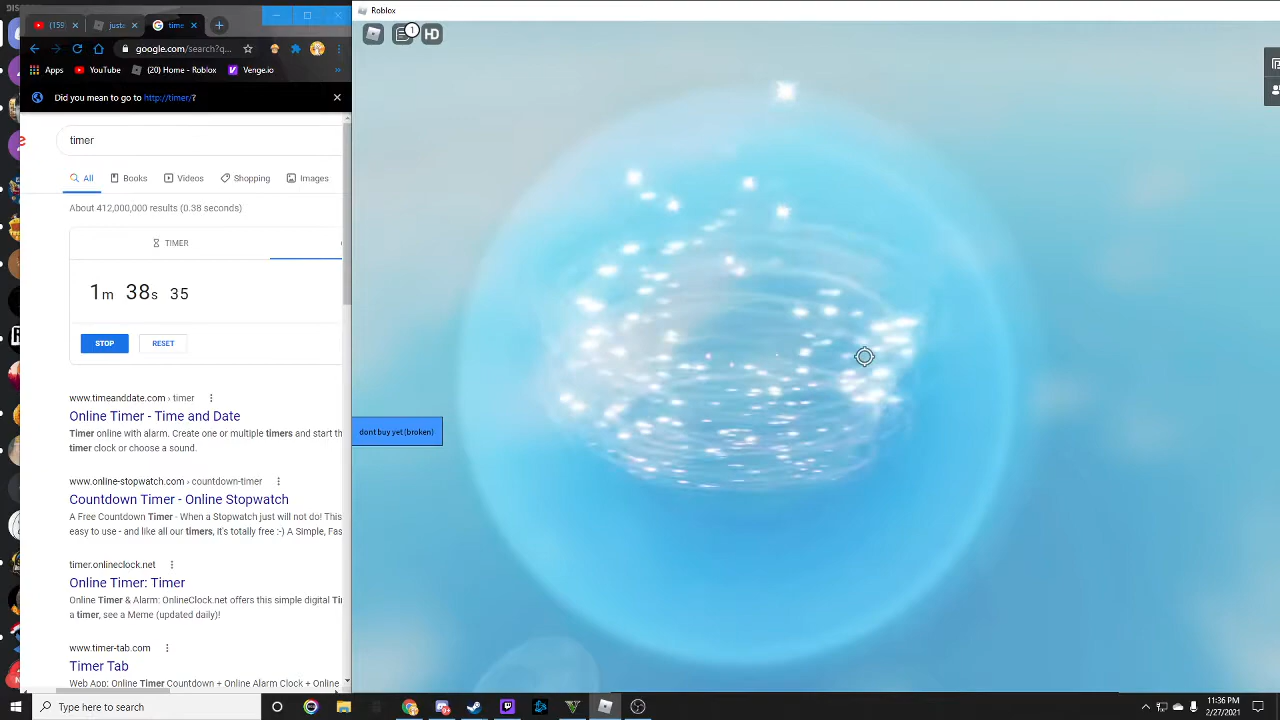 (159
just
time
google.com/search?q...
Apps
YouTube
(20) Home - Roblox
Venge.io
»
Did you mean to go to http://timer/?
e
timer
All
Books
Videos
Shopping
Images
About 412,000,000 results (0.38 seconds)
TIMER
1m 38s 35
STOP
RESET
www.timeanddate.com › timer
Online Timer - Time and Date
Timer online with alarm. Create one or multiple timers and start the
timer clock or choose a sound.
www.online-stopwatch.com › countdown-timer
Countdown Timer - Online Stopwatch
A Free Countdown Timer - When a Stopwatch just will not do! This
easy to use - and like all our timers, it's totally free :-) A Simple, Fas
timer.onlineclock.net
Online Timer: Timer
Online Timer & Alarm: OnlineClock.net offers this simple digital Ti
a timer, see a Meme (updated daily)!
www.timer-tab.com
Timer Tab
Web App: Online Timer Countdown + Online Alarm Clock + Online
Roblox
1
HD
dont buy yet (broken)
Type here to search
11:36 PM
2/27/2021